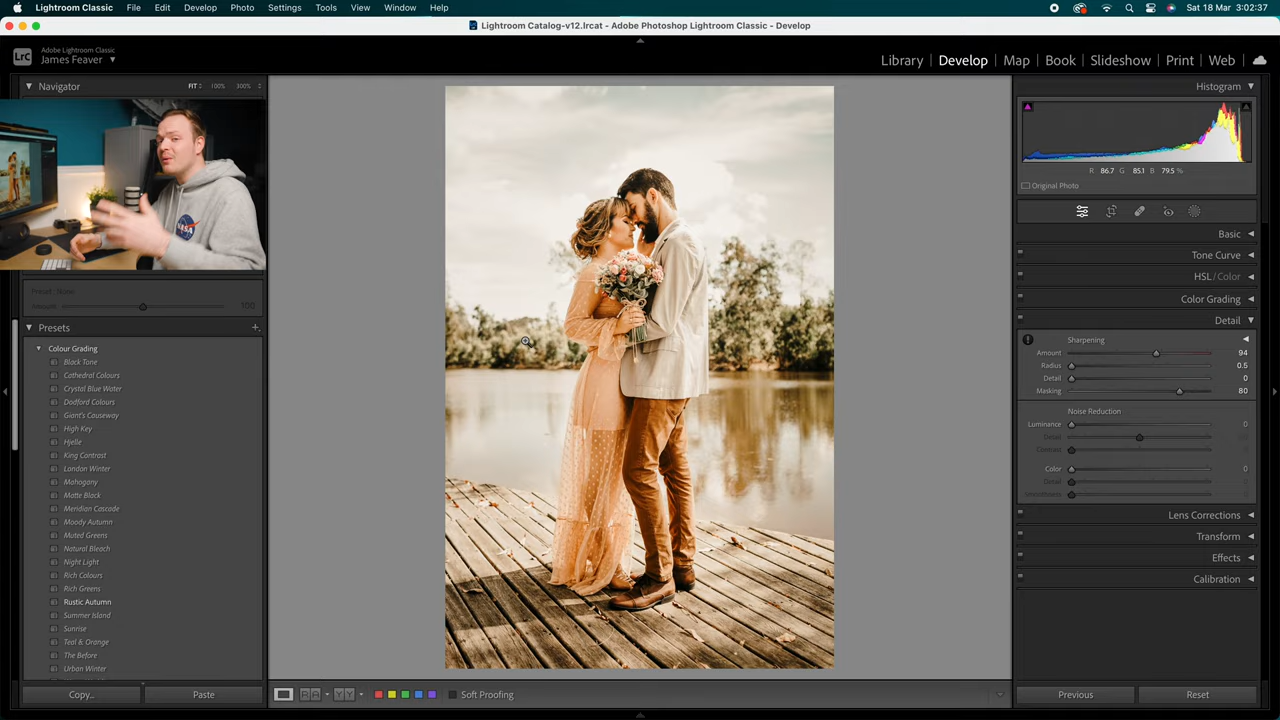 Lightroom Classic File Edit Develop Photo Settings Tools View Window Help Sat 18 Mar 3:02:37
Lightroom Catalog-v12.lrcat - Adobe Photoshop Lightroom Classic - Develop
LrC
Adobe Lightroom Classic
James Feaver
Library Develop Map Book Slideshow Print Web
Navigator FIT 100% 300%
Histogram
R 86.7 G 85.1 B 79.5 %
Original Photo
Basic
Tone Curve
HSL / Color
Color Grading
Detail
Sharpening
Amount 94
Radius 0.5
Detail 0
Masking 80
Noise Reduction
Luminance 0
Detail
Contrast
Color 0
Detail
Smoothness
Lens Corrections
Transform
Effects
Calibration
NASA
Preset: None
Amount 100
Presets
Colour Grading
Black Tone
Cathedral Colours
Crystal Blue Water
Dodford Colours
Giant's Causeway
High Key
Hjelle
King Contrast
London Winter
Mahogany
Matte Black
Meridian Cascade
Moody Autumn
Muted Greens
Natural Bleach
Night Light
Rich Colours
Rich Greens
Rustic Autumn
Summer Island
Sunrise
Teal & Orange
The Before
Urban Winter
Copy... Paste
Soft Proofing
Previous Reset